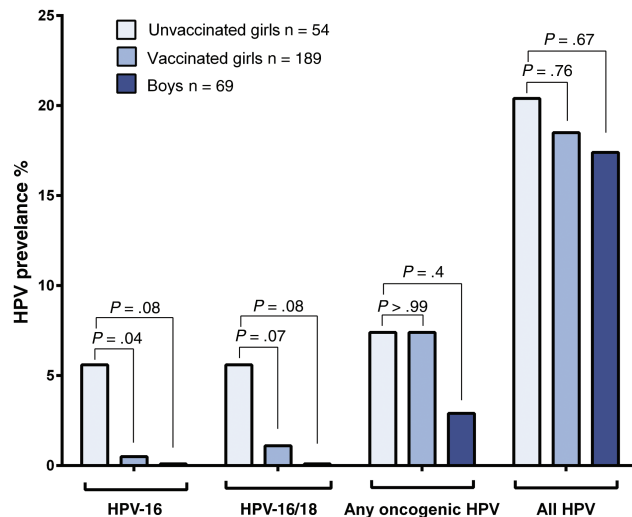 25
20
15
10
5
0
HPV prevelance %
Unvaccinated girls n = 54
Vaccinated girls n = 189
Boys n = 69
P = .08
P = .04
P = .08
P = .07
P = .4
P > .99
P = .67
P = .76
HPV-16
HPV-16/18
Any oncogenic HPV
All HPV